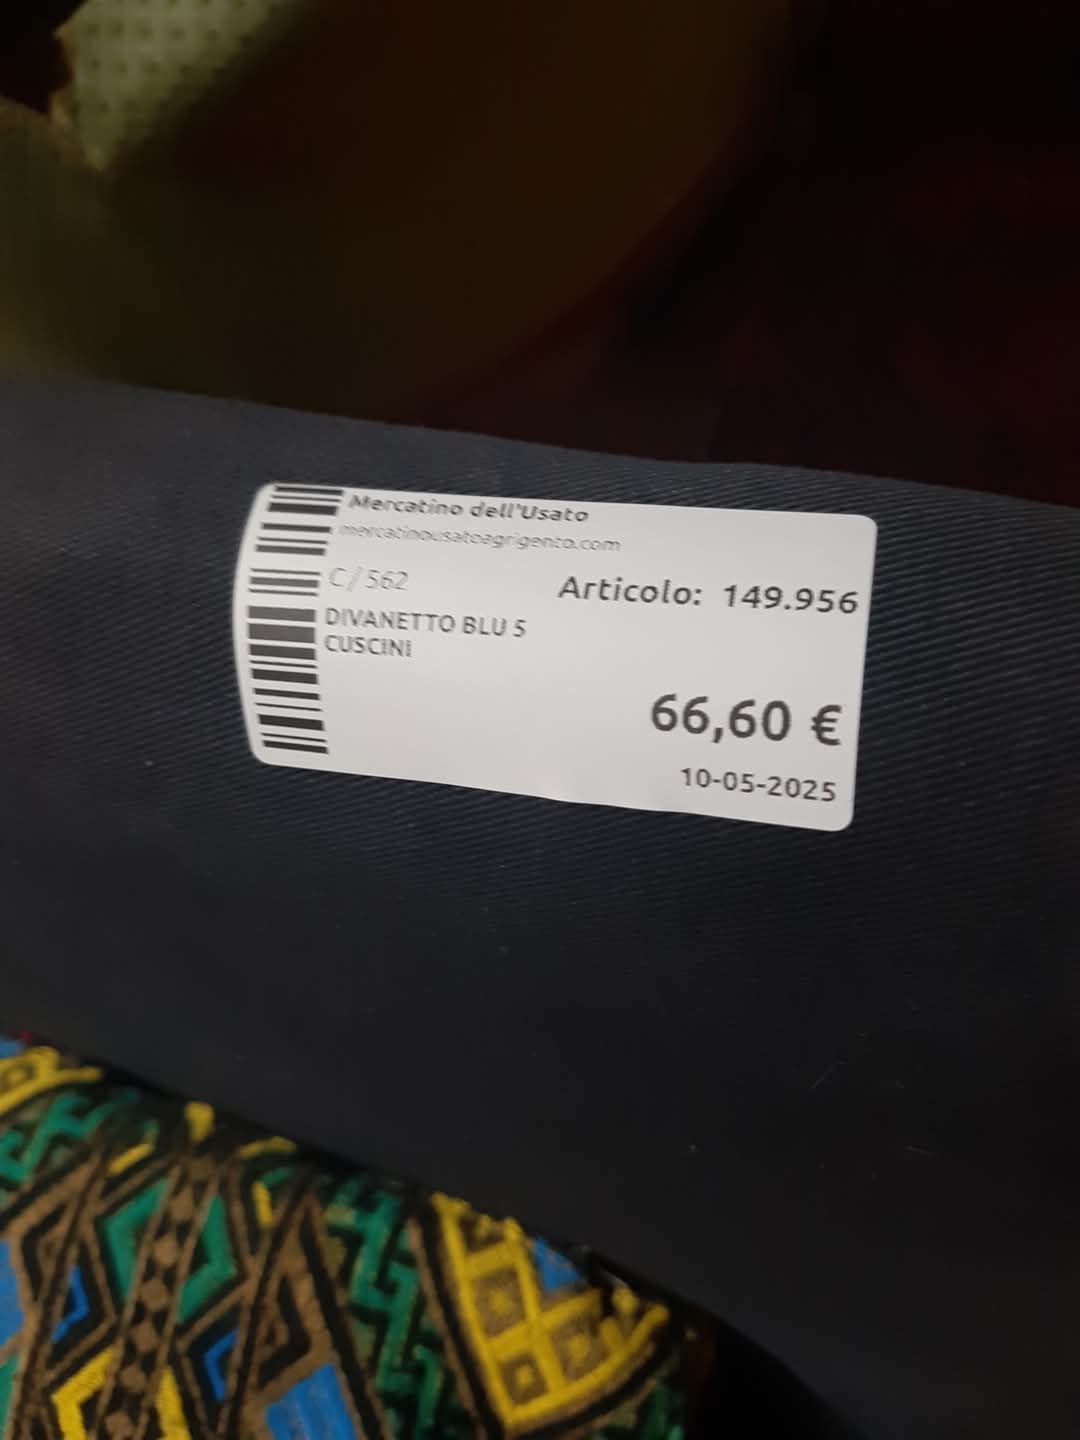 Mercatino dell'Usato
mercatinousatoagrigento.com
C/562
Articolo: 149.956
DIVANETTO BLU 5
CUSCINI
66,60 €
10-05-2025